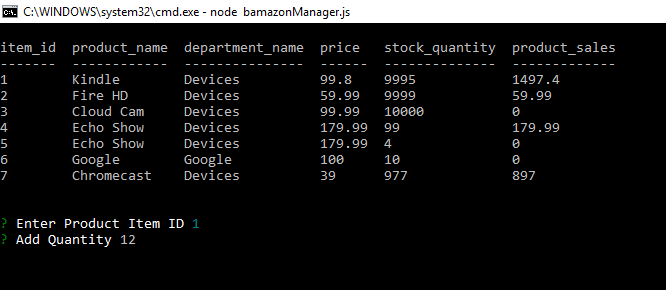 C:\WINDOWS\system32\cmd.exe - node  bamazonManager.js
item_id  product_name  department_name  price   stock_quantity  product_sales
-------  ------------  ---------------  ------  --------------  -------------
1        Kindle        Devices          99.8    9995            1497.4
2        Fire HD       Devices          59.99   9999            59.99
3        Cloud Cam     Devices          99.99   10000           0
4        Echo Show     Devices          179.99  99              179.99
5        Echo Show     Devices          179.99  4               0
6        Google        Google           100     10              0
7        Chromecast    Devices          39      977             897
? Enter Product Item ID 1
? Add Quantity 12